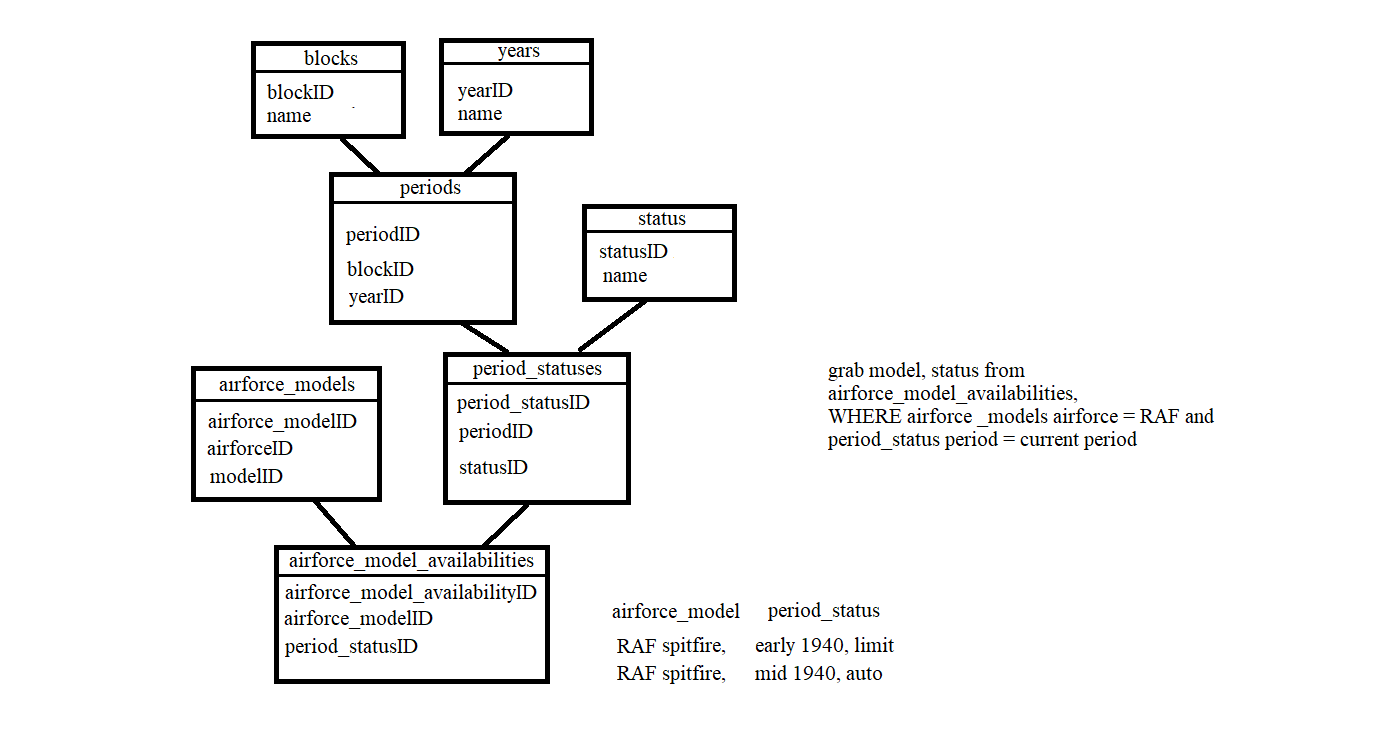 blocks
blockID
name
years
yearID
name
periods
periodID
blockID
yearID
status
statusID
name
airforce_models
airforce_modelID
airforceID
modelID
period_statuses
period_statusID
periodID
statusID
grab model, status from
airforce_model_availabilities,
WHERE airforce _models airforce = RAF and
period_status period = current period
airforce_model_availabilities
airforce_model_availabilityID
airforce_modelID
period_statusID
airforce_model period_status
RAF spitfire, early 1940, limit
RAF spitfire, mid 1940, auto